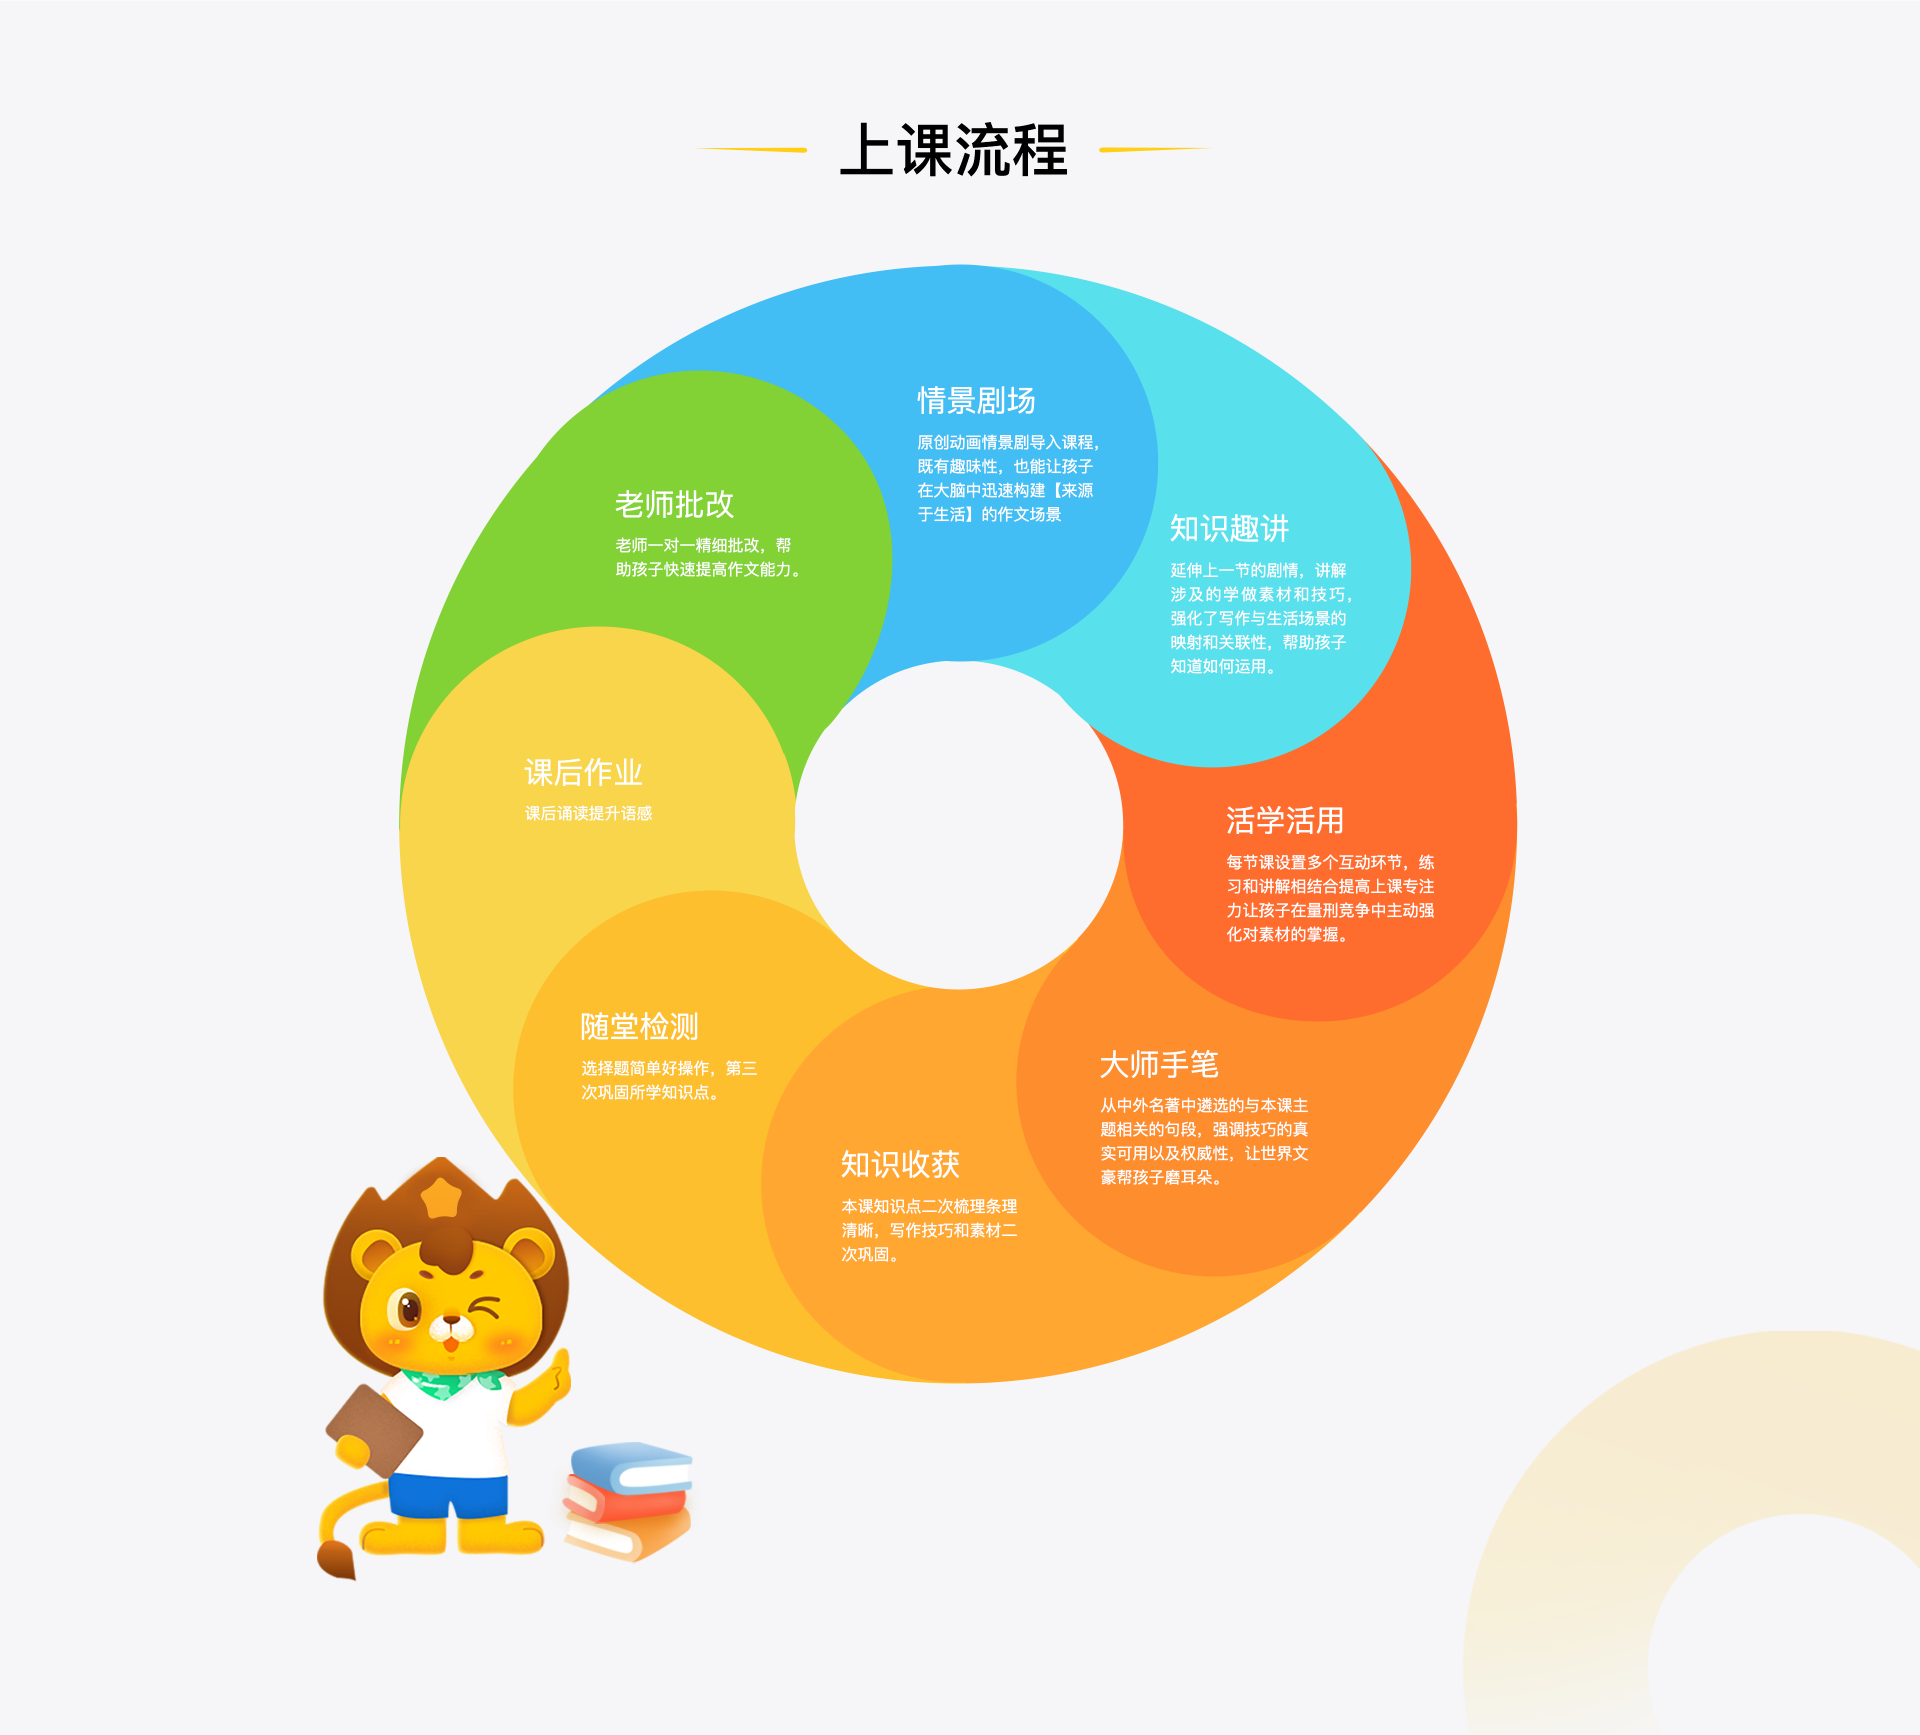 上课流程
情景剧场
原创动画情景剧导入课程，
既有趣味性，也能让孩子
在大脑中迅速构建【来源
于生活】的作文场景
知识趣讲
延伸上一节的剧情，讲解
涉及的学做素材和技巧，
强化了写作与生活场景的
映射和关联性，帮助孩子
知道如何运用。
活学活用
每节课设置多个互动环节，练
习和讲解相结合提高上课专注
力让孩子在量刑竞争中主动强
化对素材的掌握。
大师手笔
从中外名著中遴选的与本课主
题相关的句段，强调技巧的真
实可用以及权威性，让世界文
豪帮孩子磨耳朵。
知识收获
本课知识点二次梳理条理
清晰，写作技巧和素材二
次巩固。
随堂检测
选择题简单好操作，第三
次巩固所学知识点。
课后作业
课后诵读提升语感
老师批改
老师一对一精细批改，帮
助孩子快速提高作文能力。